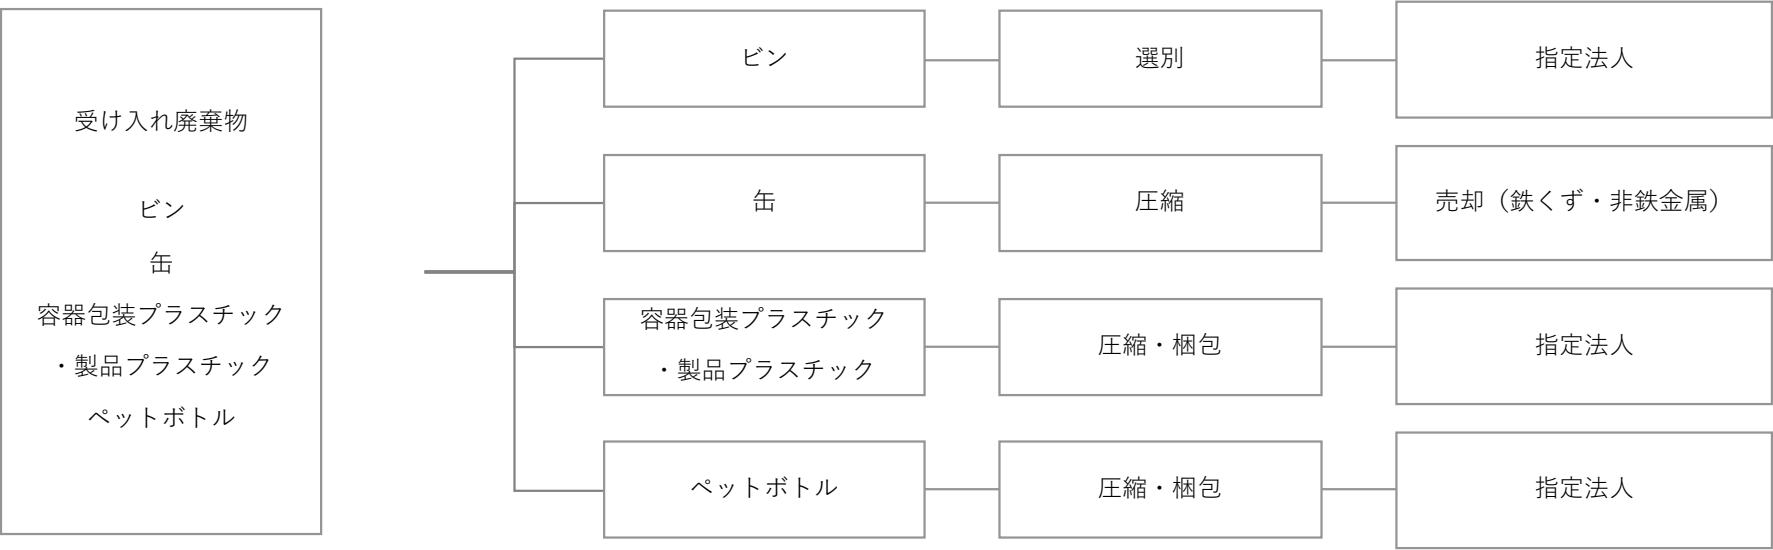 受け入れ廃棄物
ビン
缶
容器包装プラスチック
・製品プラスチック
ペットボトル
ビン
選別
指定法人
缶
圧縮
売却（鉄くず・非鉄金属）
容器包装プラスチック
・製品プラスチック
圧縮・梱包
指定法人
ペットボトル
圧縮・梱包
指定法人